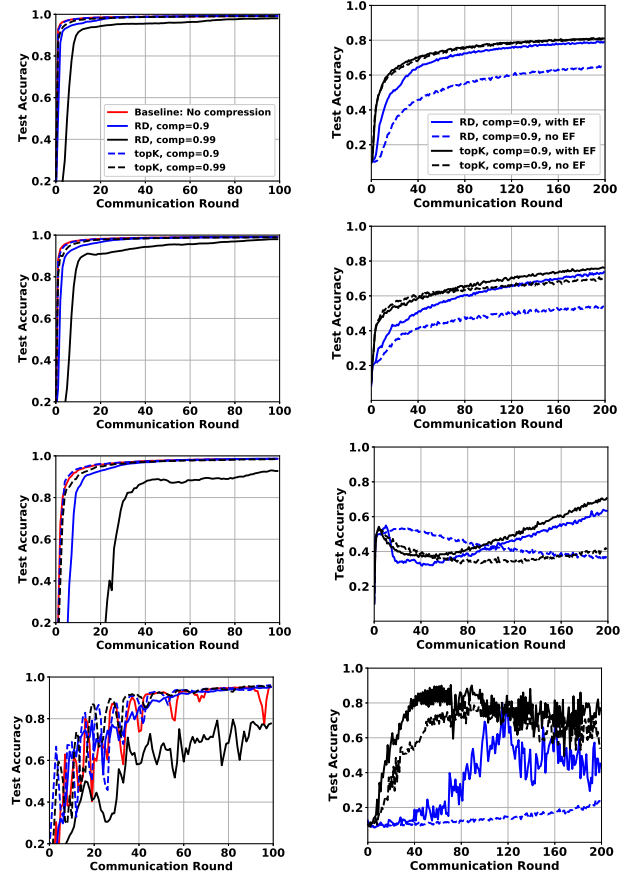 1.0
0.8
0.6
0.4
0.2
Test Accuracy
Baseline: No compression
RD, comp=0.9
RD, comp=0.99
topK, comp=0.9
topK, comp=0.99
0 20 40 60 80 100
Communication Round
1.0
0.8
0.6
0.4
0.2
Test Accuracy
RD, comp=0.9, with EF
RD, comp=0.9, no EF
topK, comp=0.9, with EF
topK, comp=0.9, no EF
0 40 80 120 160 200
Communication Round
1.0
0.8
0.6
0.4
0.2
Test Accuracy
0 20 40 60 80 100
Communication Round
1.0
0.8
0.6
0.4
0.2
Test Accuracy
0 40 80 120 160 200
Communication Round
1.0
0.8
0.6
0.4
0.2
Test Accuracy
0 20 40 60 80 100
Communication Round
1.0
0.8
0.6
0.4
0.2
Test Accuracy
0 40 80 120 160 200
Communication Round
1.0
0.8
0.6
0.4
0.2
Test Accuracy
0 20 40 60 80 100
Communication Round
1.0
0.8
0.6
0.4
0.2
Test Accuracy
0 40 80 120 160 200
Communication Round